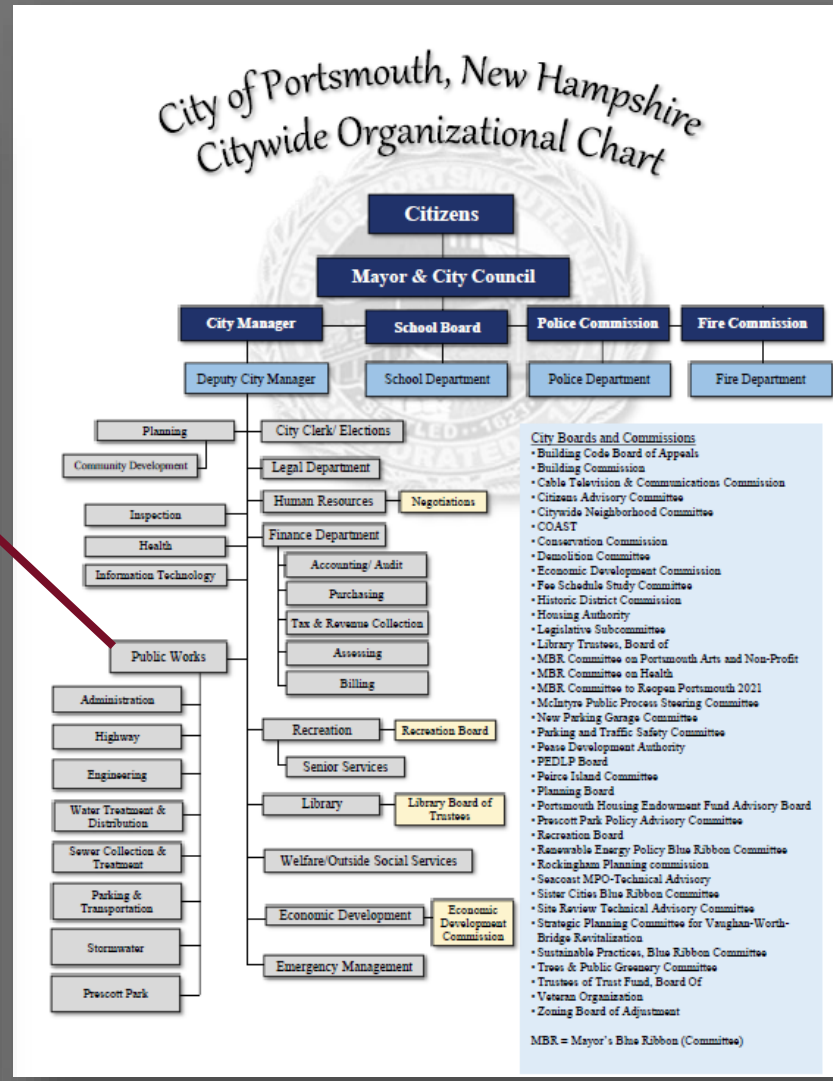 City of Portsmouth, New Hampshire
Citywide Organizational Chart
Citizens
Mayor & City Council
City Manager
School Board
Police Commission
Fire Commission
Deputy City Manager
School Department
Police Department
Fire Department
Planning
Community Development
Inspection
Health
Information Technology
Public Works
Administration
Highway
Engineering
Water Treatment &
Distribution
Sewer Collection &
Treatment
Parking &
Transportation
Stormwater
Prescott Park
City Clerk/ Elections
Legal Department
Human Resources
Negotiations
Finance Department
Accounting/ Audit
Purchasing
Tax & Revenue Collection
Assessing
Billing
Recreation
Recreation Board
Senior Services
Library
Library Board of
Trustees
Welfare/Outside Social Services
Economic Development
Economic
Development
Commission
Emergency Management
City Boards and Commissions
• Building Code Board of Appeals
• Building Commission
• Cable Television & Communications Commission
• Citizens Advisory Committee
• Citywide Neighborhood Committee
• COAST
• Conservation Commission
• Demolition Committee
• Economic Development Commission
• Fee Schedule Study Committee
• Historic District Commission
• Housing Authority
• Legislative Subcommittee
• Library Trustees, Board of
• MBR Committee on Portsmouth Arts and Non-Profit
• MBR Committee on Health
• MBR Committee to Reopen Portsmouth 2021
• McIntyre Public Process Steering Committee
• New Parking Garage Committee
• Parking and Traffic Safety Committee
• Pease Development Authority
• PEDLP Board
• Peirce Island Committee
• Planning Board
• Portsmouth Housing Endowment Fund Advisory Board
• Prescott Park Policy Advisory Committee
• Recreation Board
• Renewable Energy Policy Blue Ribbon Committee
• Rockingham Planning commission
• Seacoast MPO-Technical Advisory
• Sister Cities Blue Ribbon Committee
• Site Review Technical Advisory Committee
• Strategic Planning Committee for Vaughan-Worth-
Bridge Revitalization
• Sustainable Practices, Blue Ribbon Committee
• Trees & Public Greenery Committee
• Trustees of Trust Fund, Board Of
• Veteran Organization
• Zoning Board of Adjustment
MBR = Mayor's Blue Ribbon (Committee)